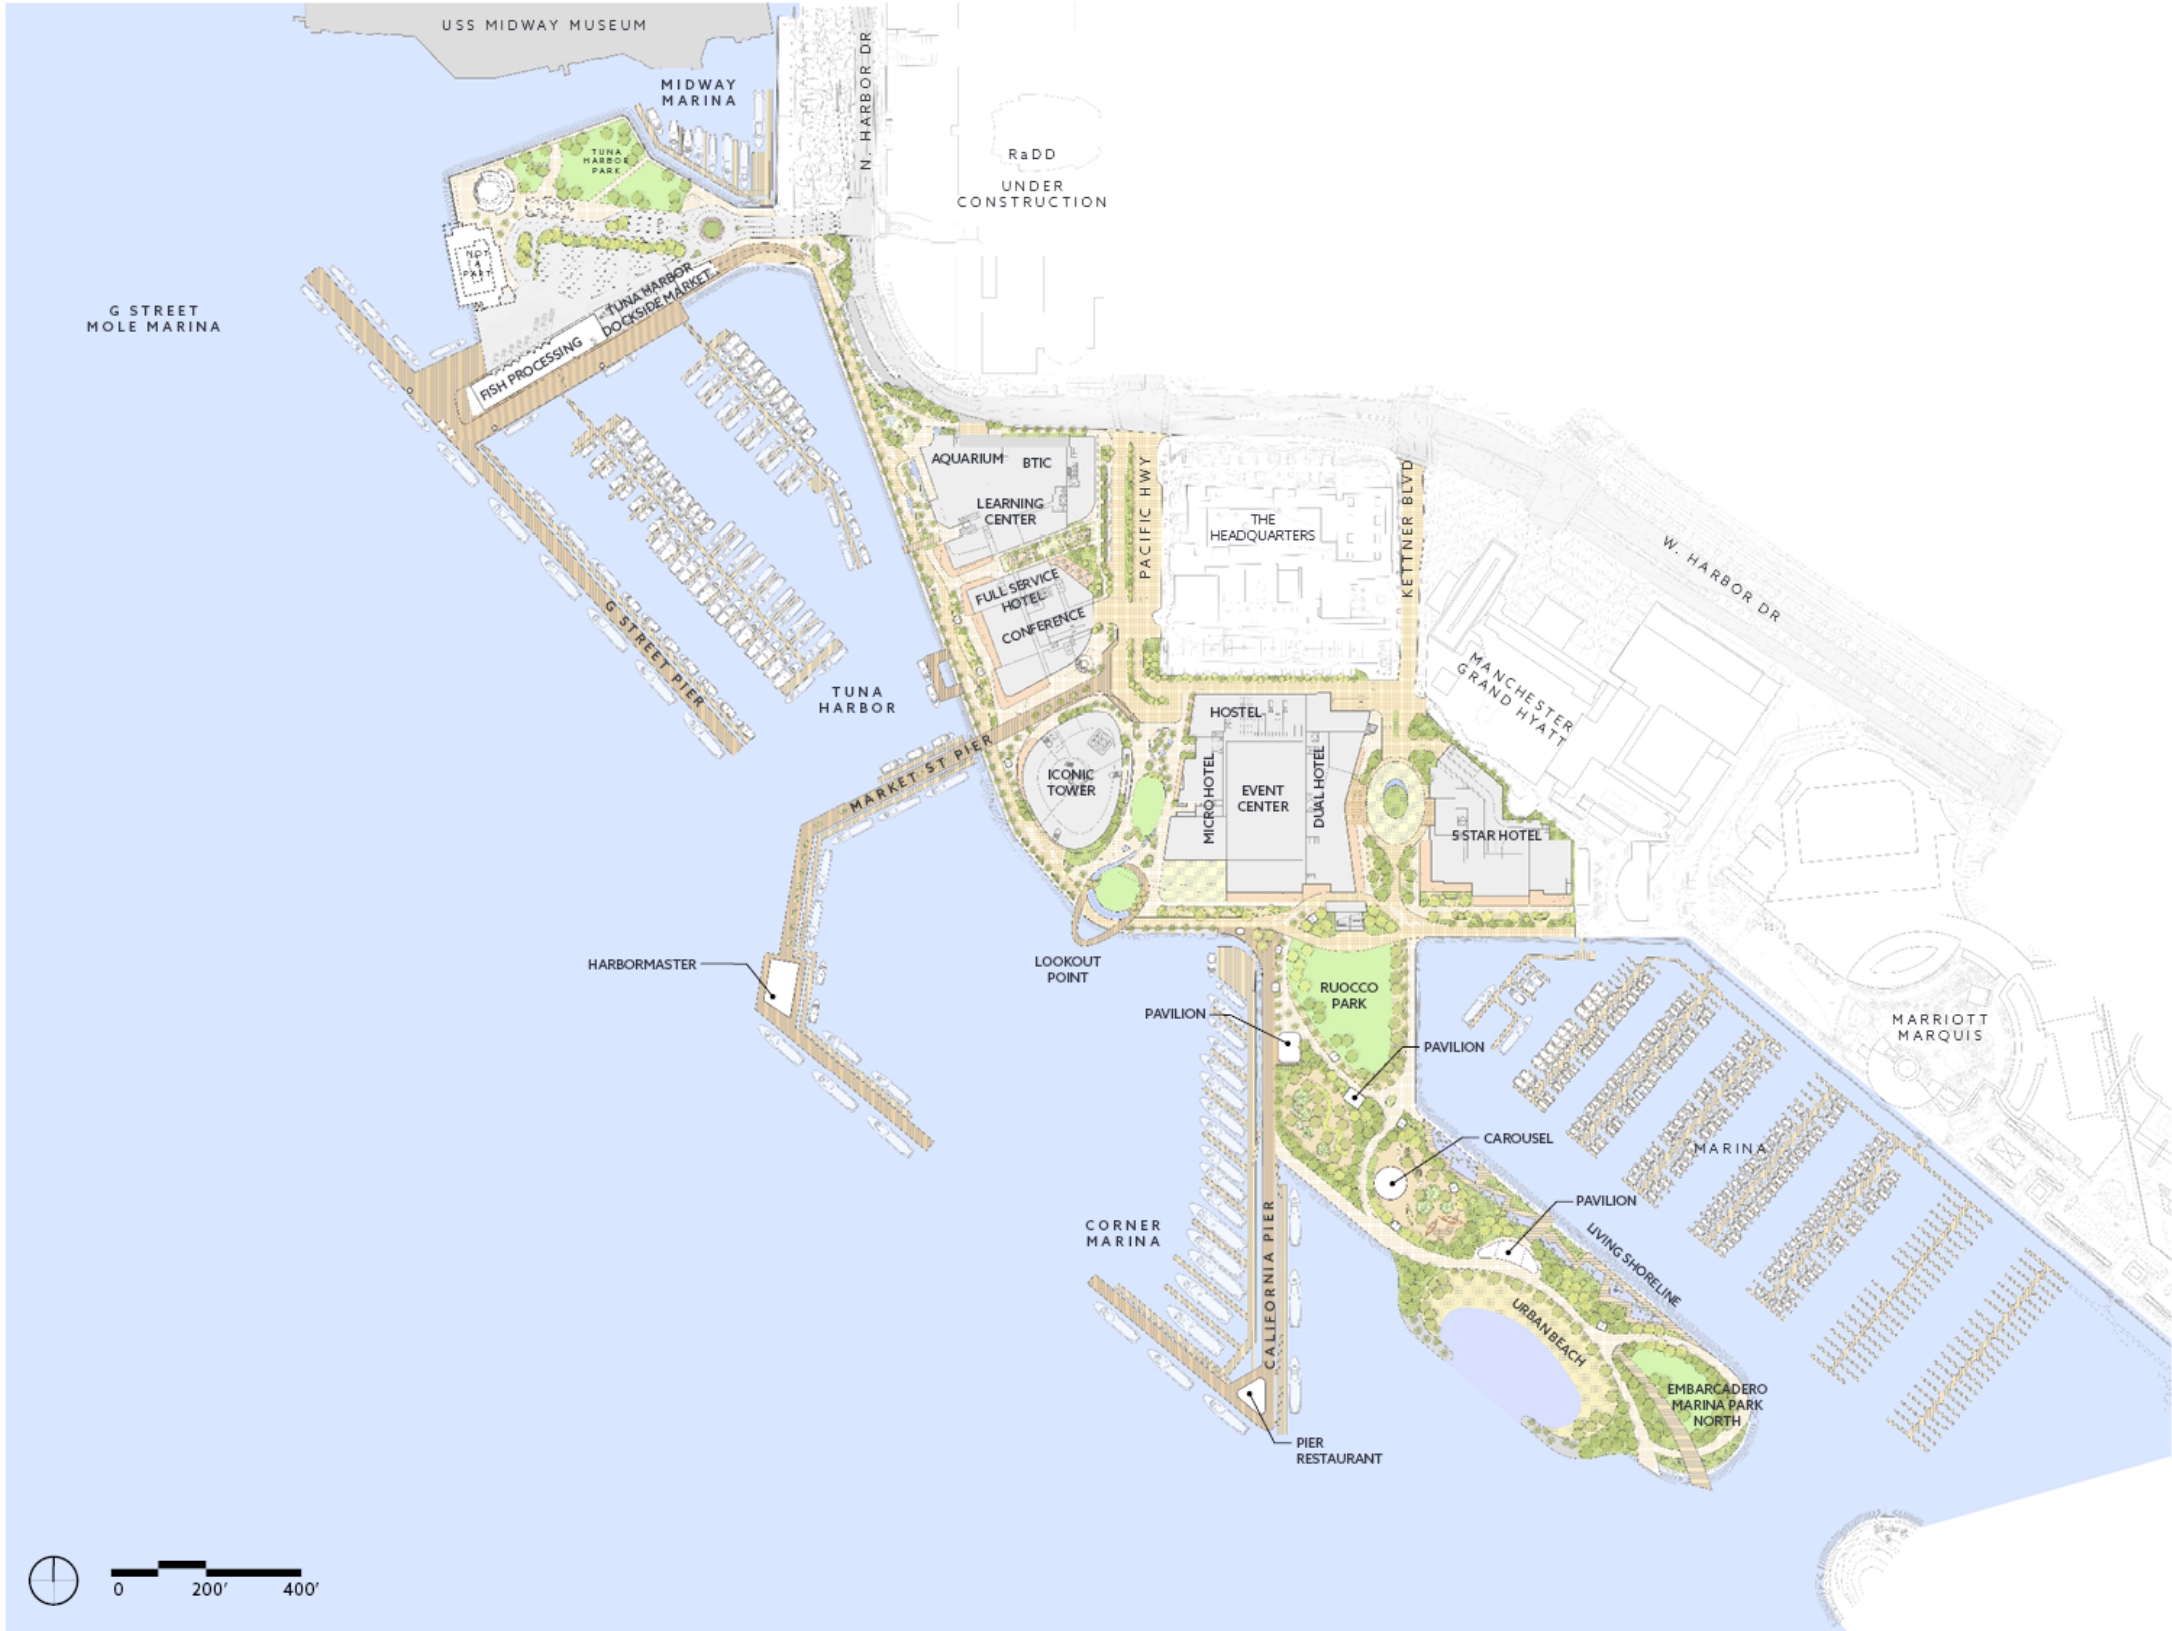 USS MIDWAY MUSEUM
MIDWAY
MARINA
N. HARBOR DR
RaDD
UNDER
CONSTRUCTION
TUNA
HARBOR
PARK
NOT
A
PART
G STREET
MOLE MARINA
TUNA HARBOR
DOCKSIDE MARKET
FISH PROCESSING
AQUARIUM
BTIC
LEARNING
CENTER
PACIFIC HWY
THE
HEADQUARTERS
KETTNER BLVD
W. HARBOR DR
FULL SERVICE
HOTEL
CONFERENCE
G STREET PIER
TUNA
HARBOR
MANCHESTER
GRAND HYATT
HOSTEL
MARKET ST PIER
ICONIC
TOWER
MICRO HOTEL
EVENT
CENTER
DUAL HOTEL
5 STAR HOTEL
HARBORMASTER
LOOKOUT
POINT
RUOCCO
PARK
PAVILION
PAVILION
MARRIOTT
MARQUIS
CAROUSEL
MARINA
PAVILION
CORNER
MARINA
CALIFORNIA PIER
LIVING SHORELINE
URBAN BEACH
EMBARCADERO
MARINA PARK
NORTH
PIER
RESTAURANT
0 200' 400'